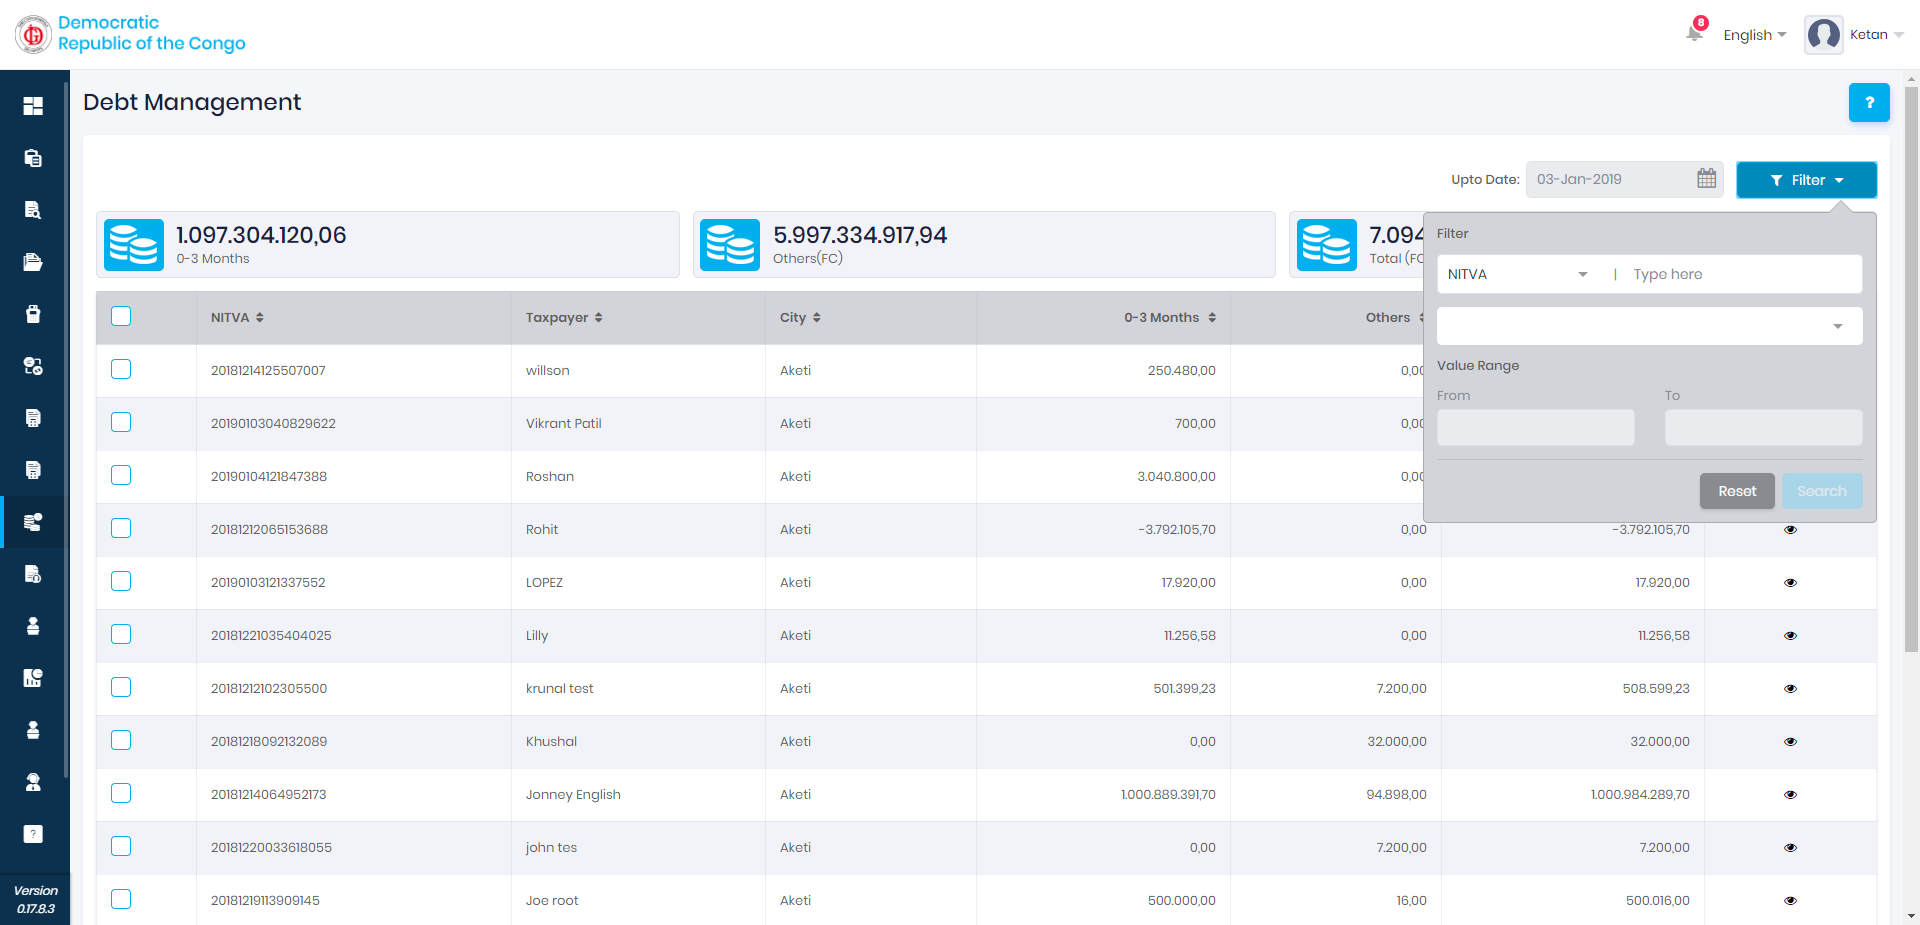 Democratic
Republic of the Congo
8
English
Ketan
Debt Management
?
Upto Date: 03-Jan-2019
Filter
1.097.304.120,06
0-3 Months
5.997.334.917,94
Others(FC)
7.094
Total (FC
Filter
NITVA | Type here
Value Range
From To
Reset Search
NITVA Taxpayer City 0-3 Months Others
20181214125507007 willson Aketi 250.480,00 0,00
20190103040829622 Vikrant Patil Aketi 700,00 0,00
20190104121847388 Roshan Aketi 3.040.800,00 0,00
20181212065153688 Rohit Aketi -3.792.105,70 0,00 -3.792.105,70
20190103121337552 LOPEZ Aketi 17.920,00 0,00 17.920,00
20181221035404025 Lilly Aketi 11.256,58 0,00 11.256,58
20181212102305500 krunal test Aketi 501.399,23 7.200,00 508.599,23
20181218092132089 Khushal Aketi 0,00 32.000,00 32.000,00
20181214064952173 Jonney English Aketi 1.000.889.391,70 94.898,00 1.000.984.289,70
20181220033618055 john tes Aketi 0,00 7.200,00 7.200,00
20181219113909145 Joe root Aketi 500.000,00 16,00 500.016,00
?
Version
0.17.8.3